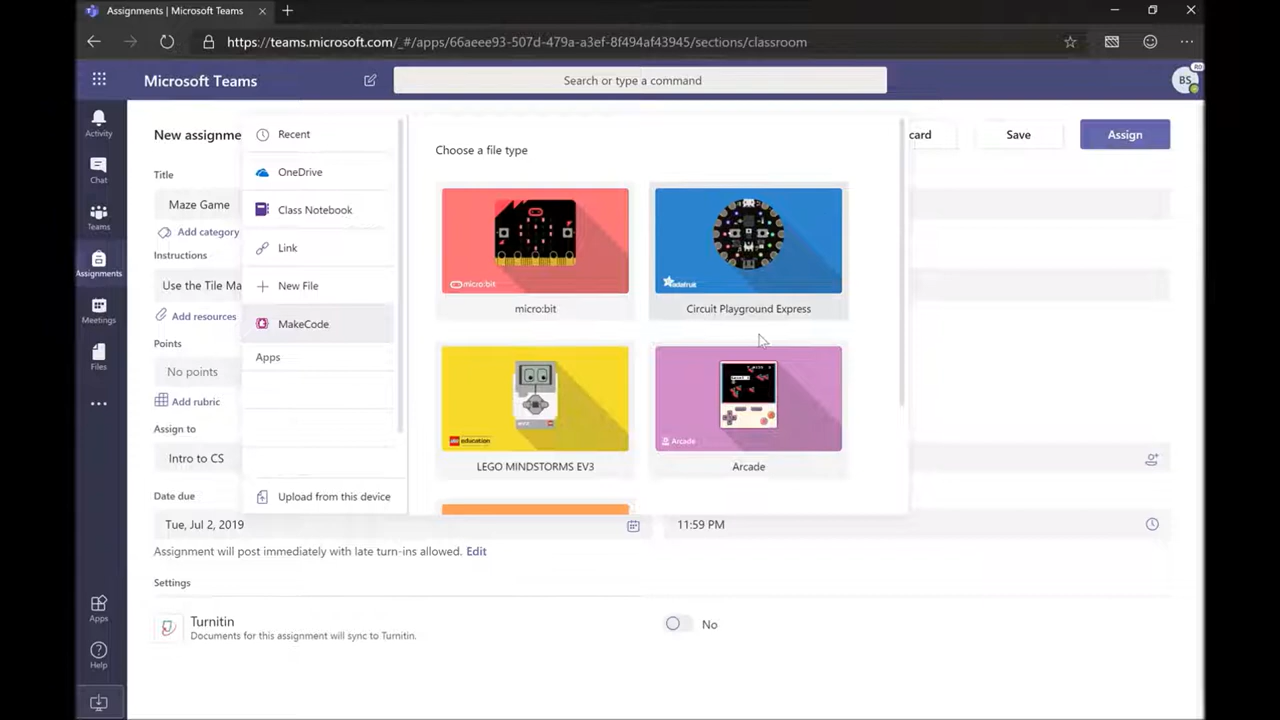 Assignments | Microsoft Teams
https://teams.microsoft.com/_#/apps/66aeee93-507d-479a-a3ef-8f494af43945/sections/classroom
Microsoft Teams
Search or type a command
BS
Activity
Chat
Teams
Assignments
Meetings
Files
Apps
Help
New assignme
card
Save
Assign
Title
Maze Game
Add category
Instructions
Use the Tile Ma
Add resources
Points
No points
Add rubric
Assign to
Intro to CS
Date due
Tue, Jul 2, 2019
11:59 PM
Assignment will post immediately with late turn-ins allowed. Edit
Settings
Turnitin
Documents for this assignment will sync to Turnitin.
No
Recent
OneDrive
Class Notebook
Link
New File
MakeCode
Apps
Upload from this device
Choose a file type
micro:bit
micro:bit
adafruit
Circuit Playground Express
education
LEGO MINDSTORMS EV3
Arcade
Arcade